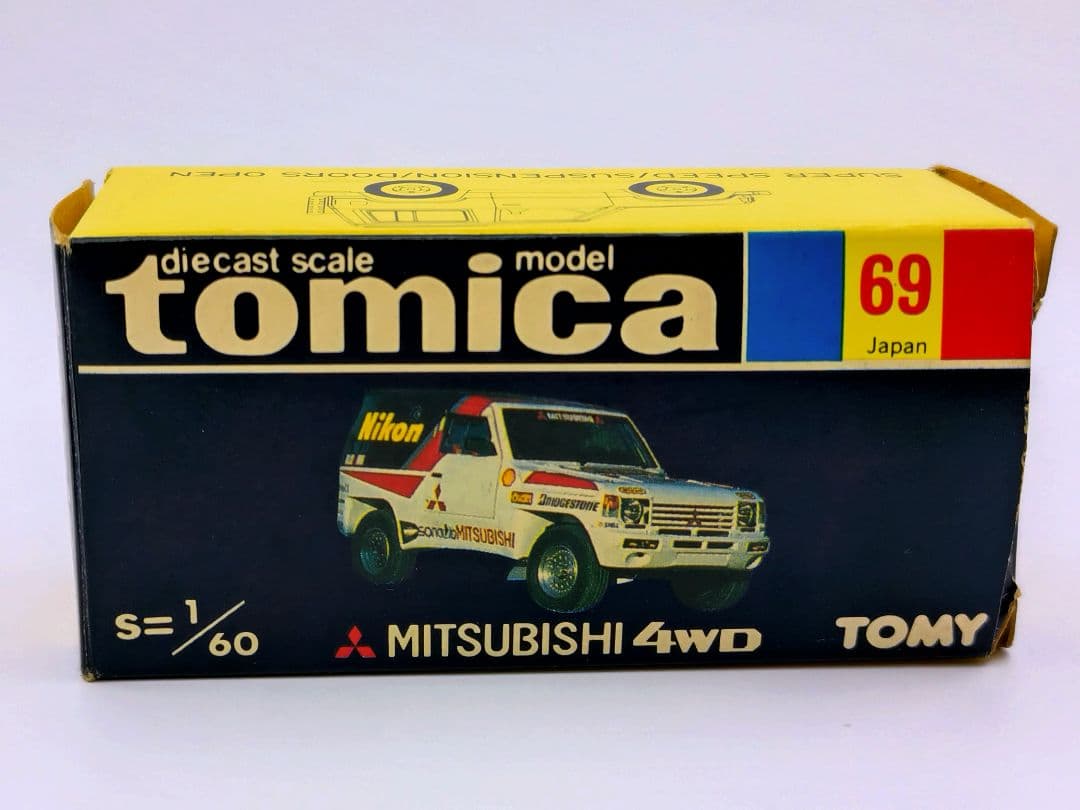 SUPER SPEED/SUSPENSION/DOORS OPEN
diecast scale model
tomica
69
Japan
MITSUBISHI
Nikon
BRIDGESTONE
MITSUBISHI
S=1/60
MITSUBISHI 4WD
TOMY